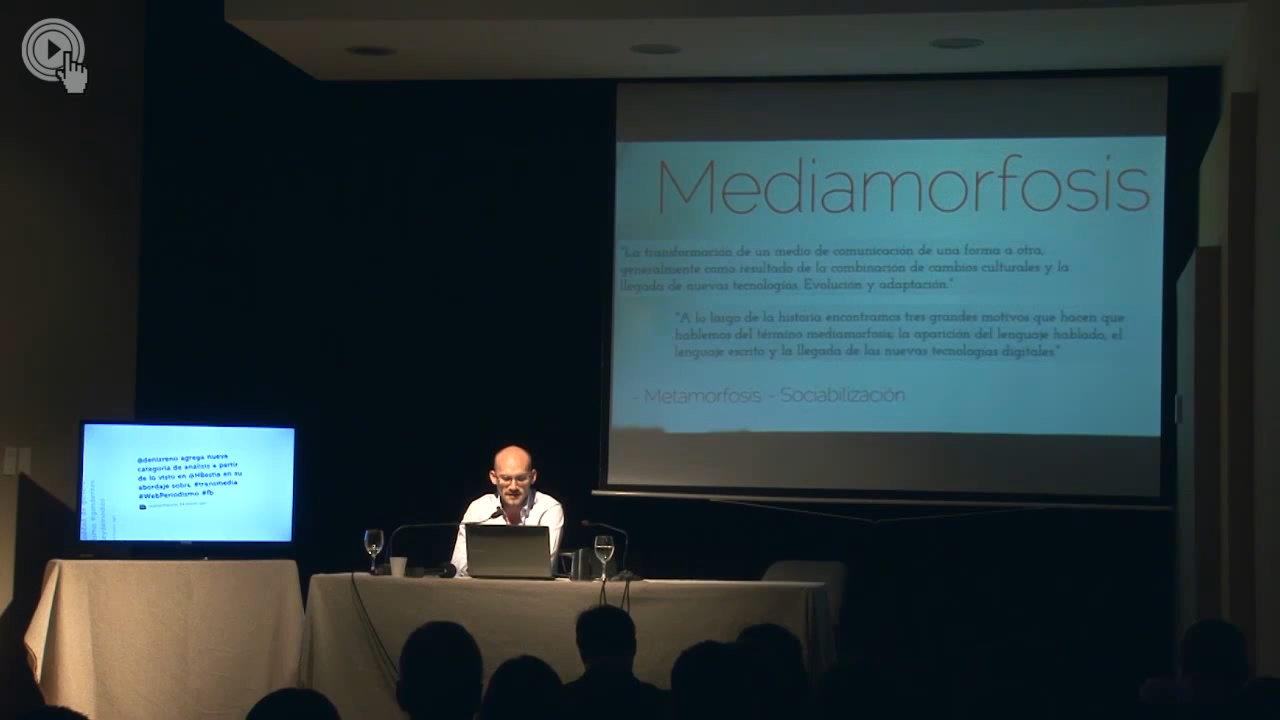 Mediamorfosis
"La transformación de un medio de comunicación de una forma a otra,
generalmente como resultado de la combinación de cambios culturales y la
llegada de nuevas tecnologías. Evolución y adaptación."
"A lo largo de la historia encontramos tres grandes motivos que hacen que
hablemos del término mediamorfosis; la aparición del lenguaje hablado, el
lenguaje escrito y la llegada de las nuevas tecnologías digitales."
- Metamorfosis - Sociabilización
@denisreno agrega nueva
categoría de análisis a partir
de lo visto en @HBostia en su
abordaje sobre #transmedia
#WebPeriodismo #fb